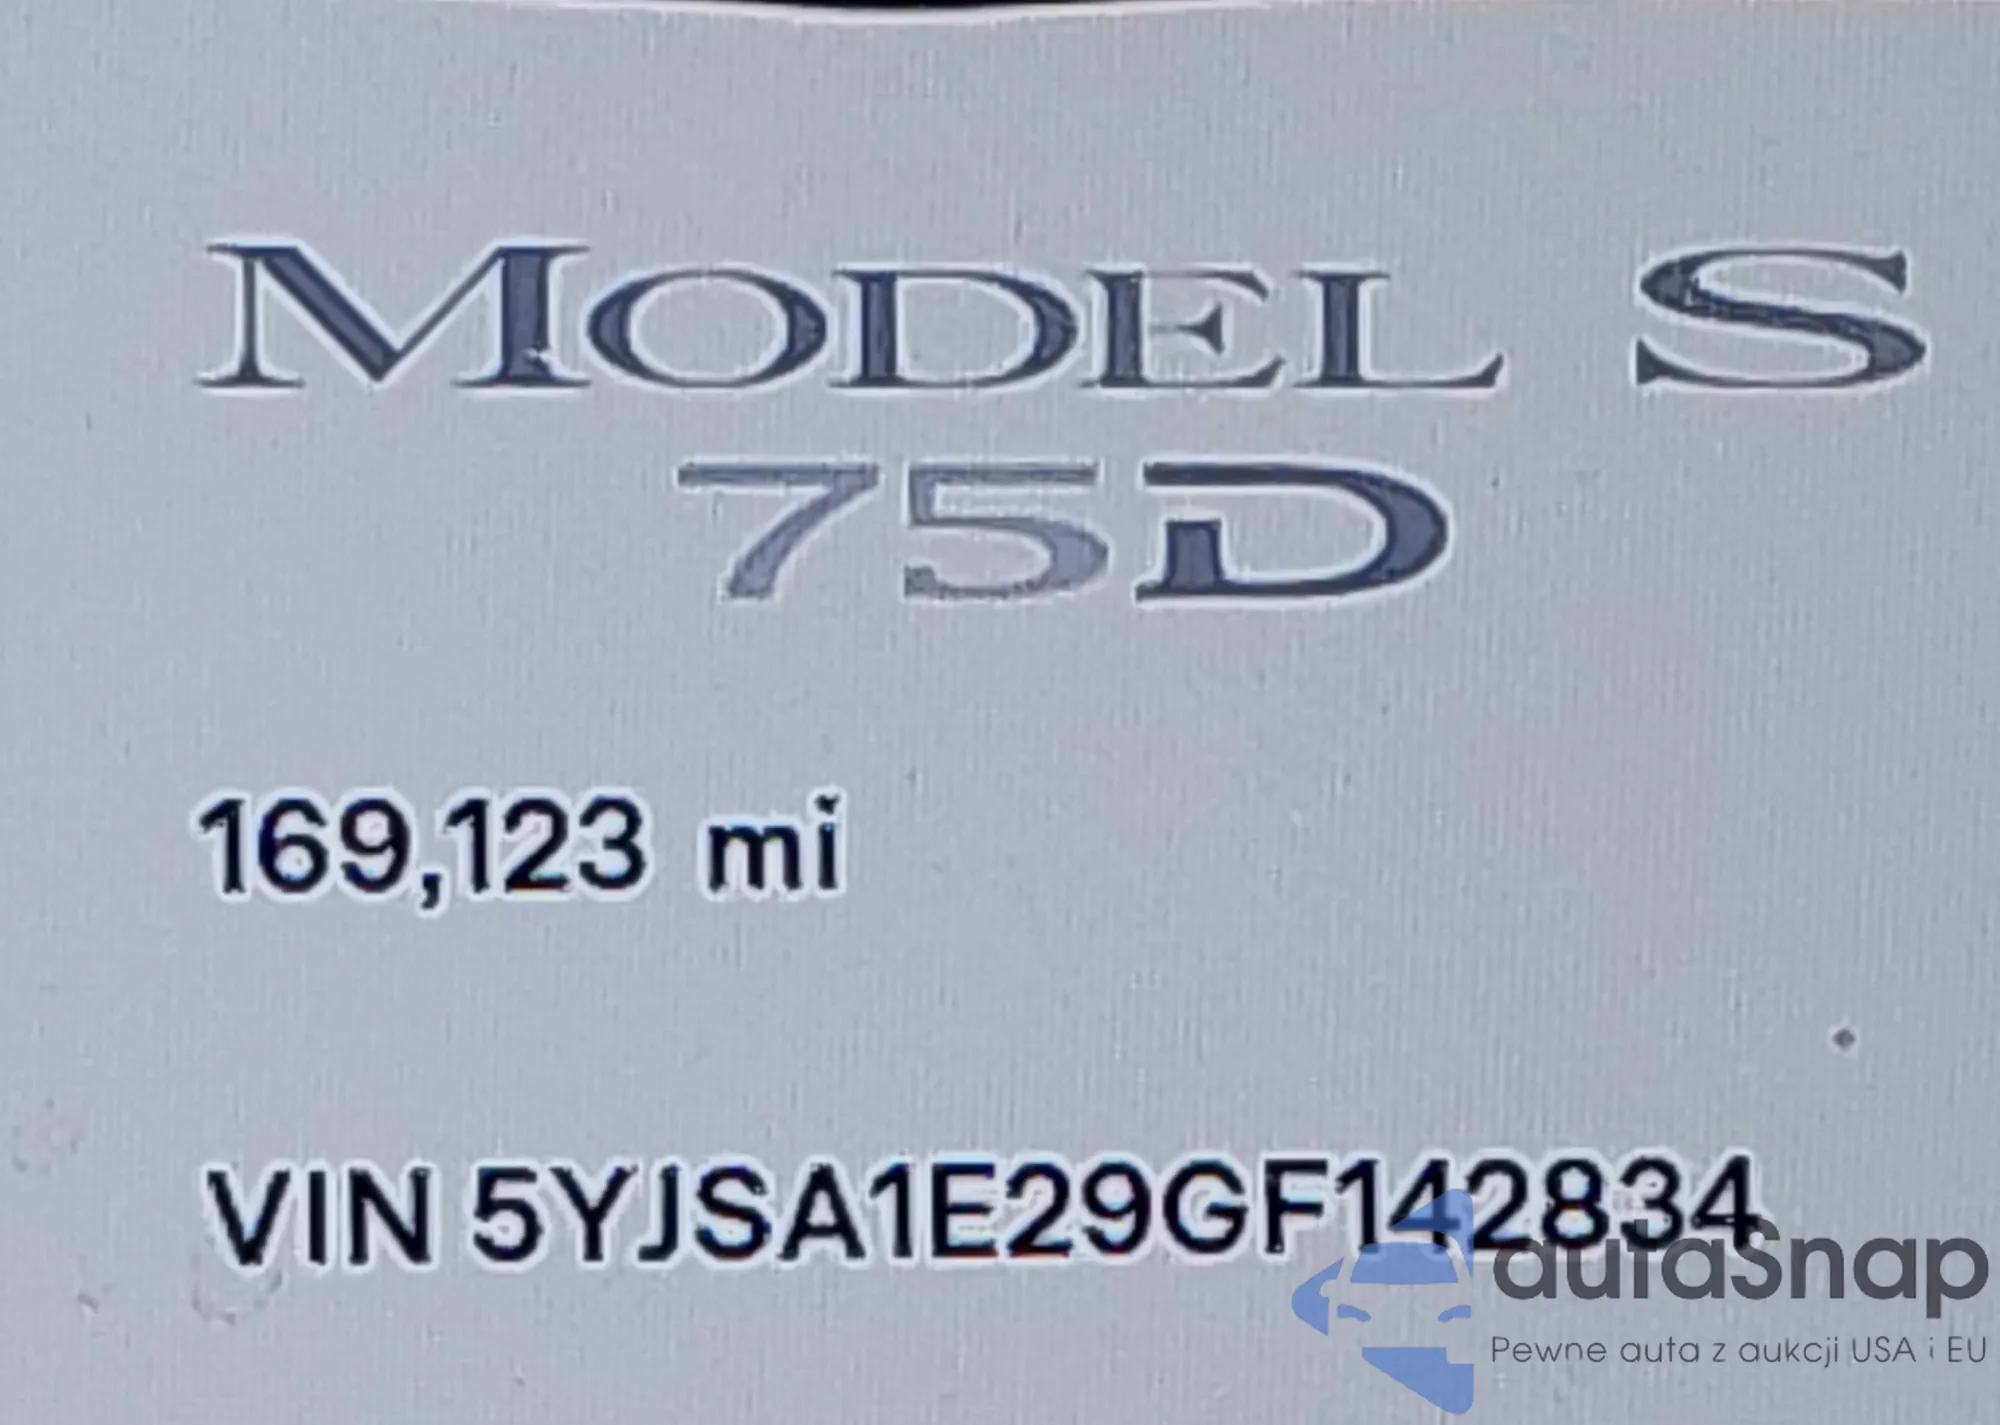 MODEL S
75D
169,123 mi
VIN 5YJSA1E29GF142834
autaSnap
Pewne auta z aukcji USA i EU